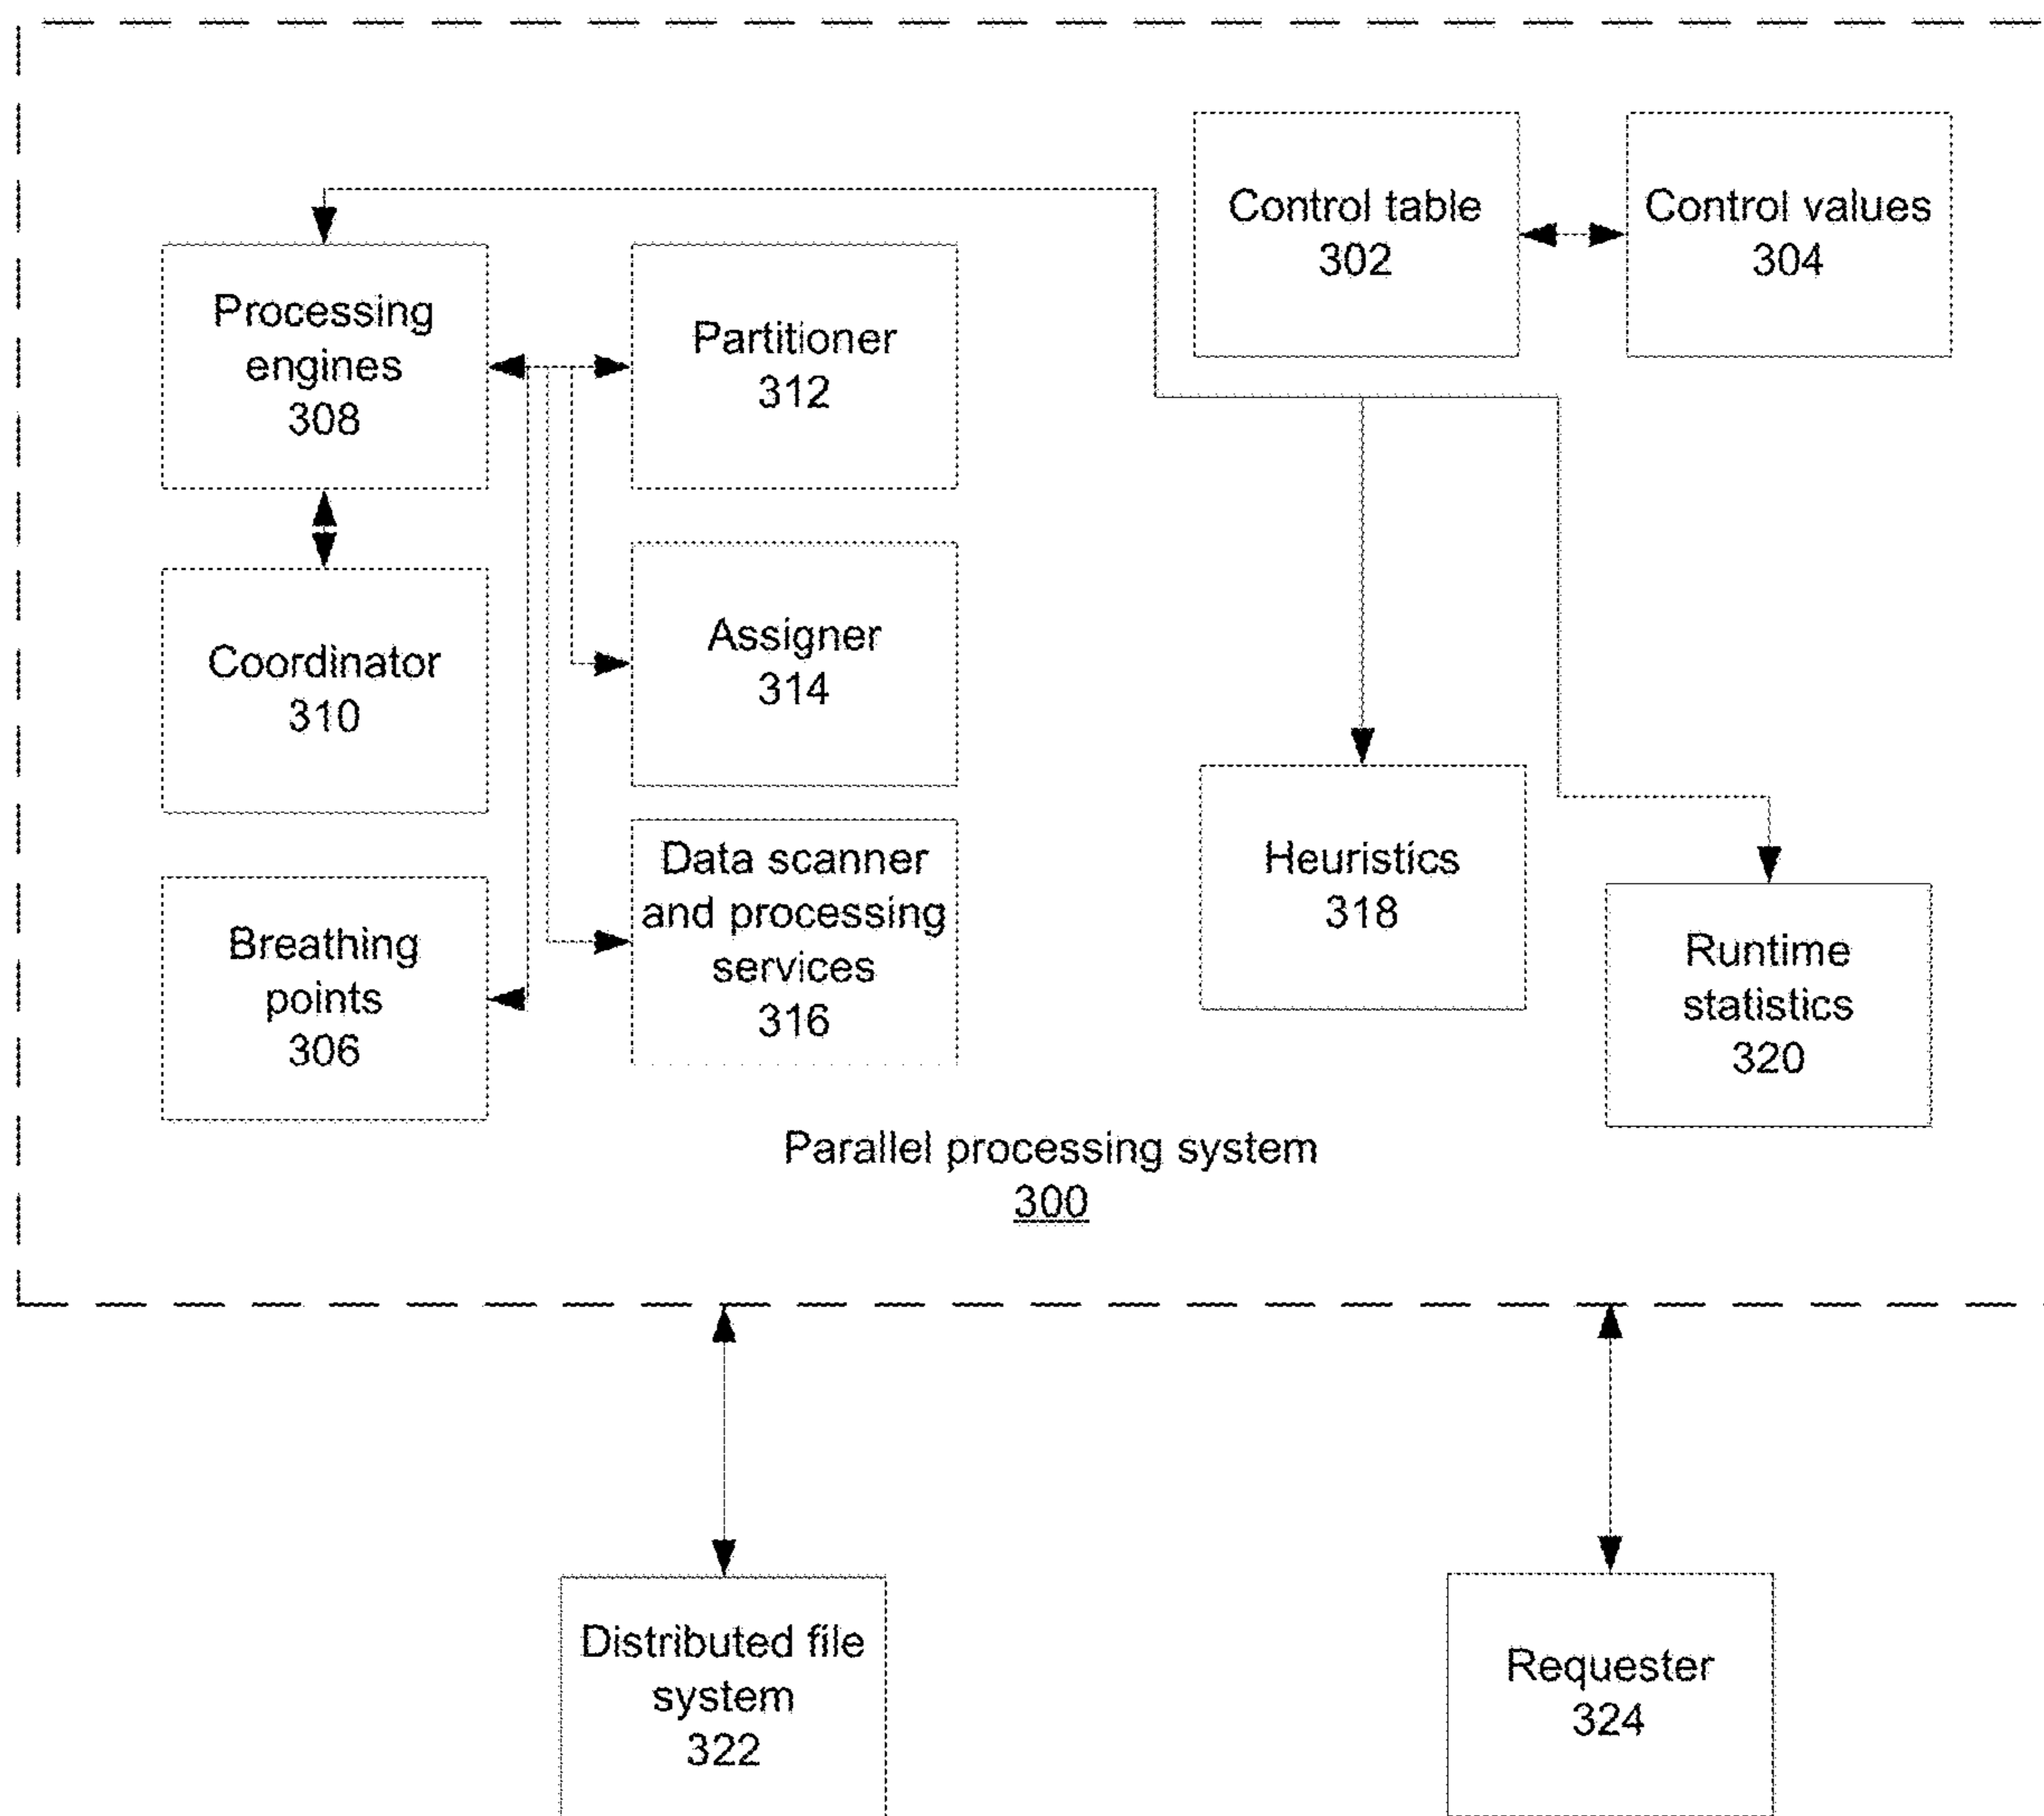 Control table
302
Control values
304
Processing
engines
308
Partitioner
312
Coordinator
310
Assigner
314
Breathing
points
306
Data scanner
and processing
services
316
Heuristics
318
Runtime
statistics
320
Parallel processing system
300
Distributed file
system
322
Requester
324